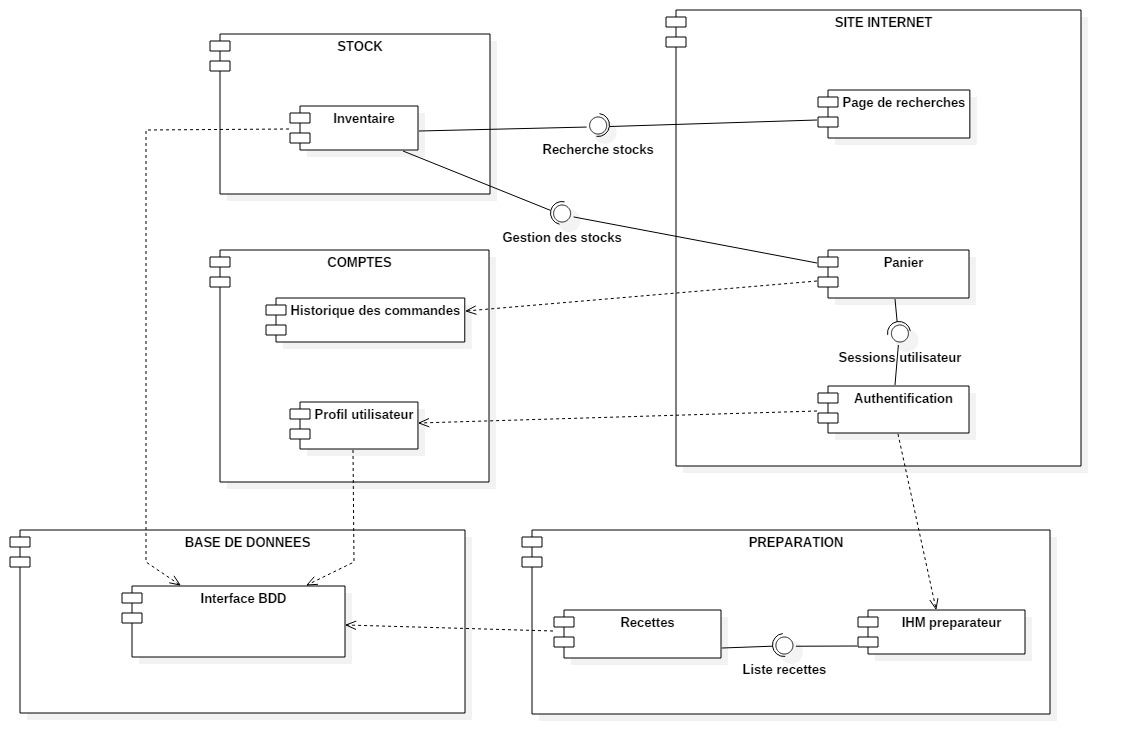 SITE INTERNET
STOCK
Page de recherches
Inventaire
Recherche stocks
Gestion des stocks
COMPTES
Panier
Historique des commandes
Sessions utilisateur
Authentification
Profil utilisateur
BASE DE DONNEES
PREPARATION
Interface BDD
Recettes
IHM preparateur
Liste recettes